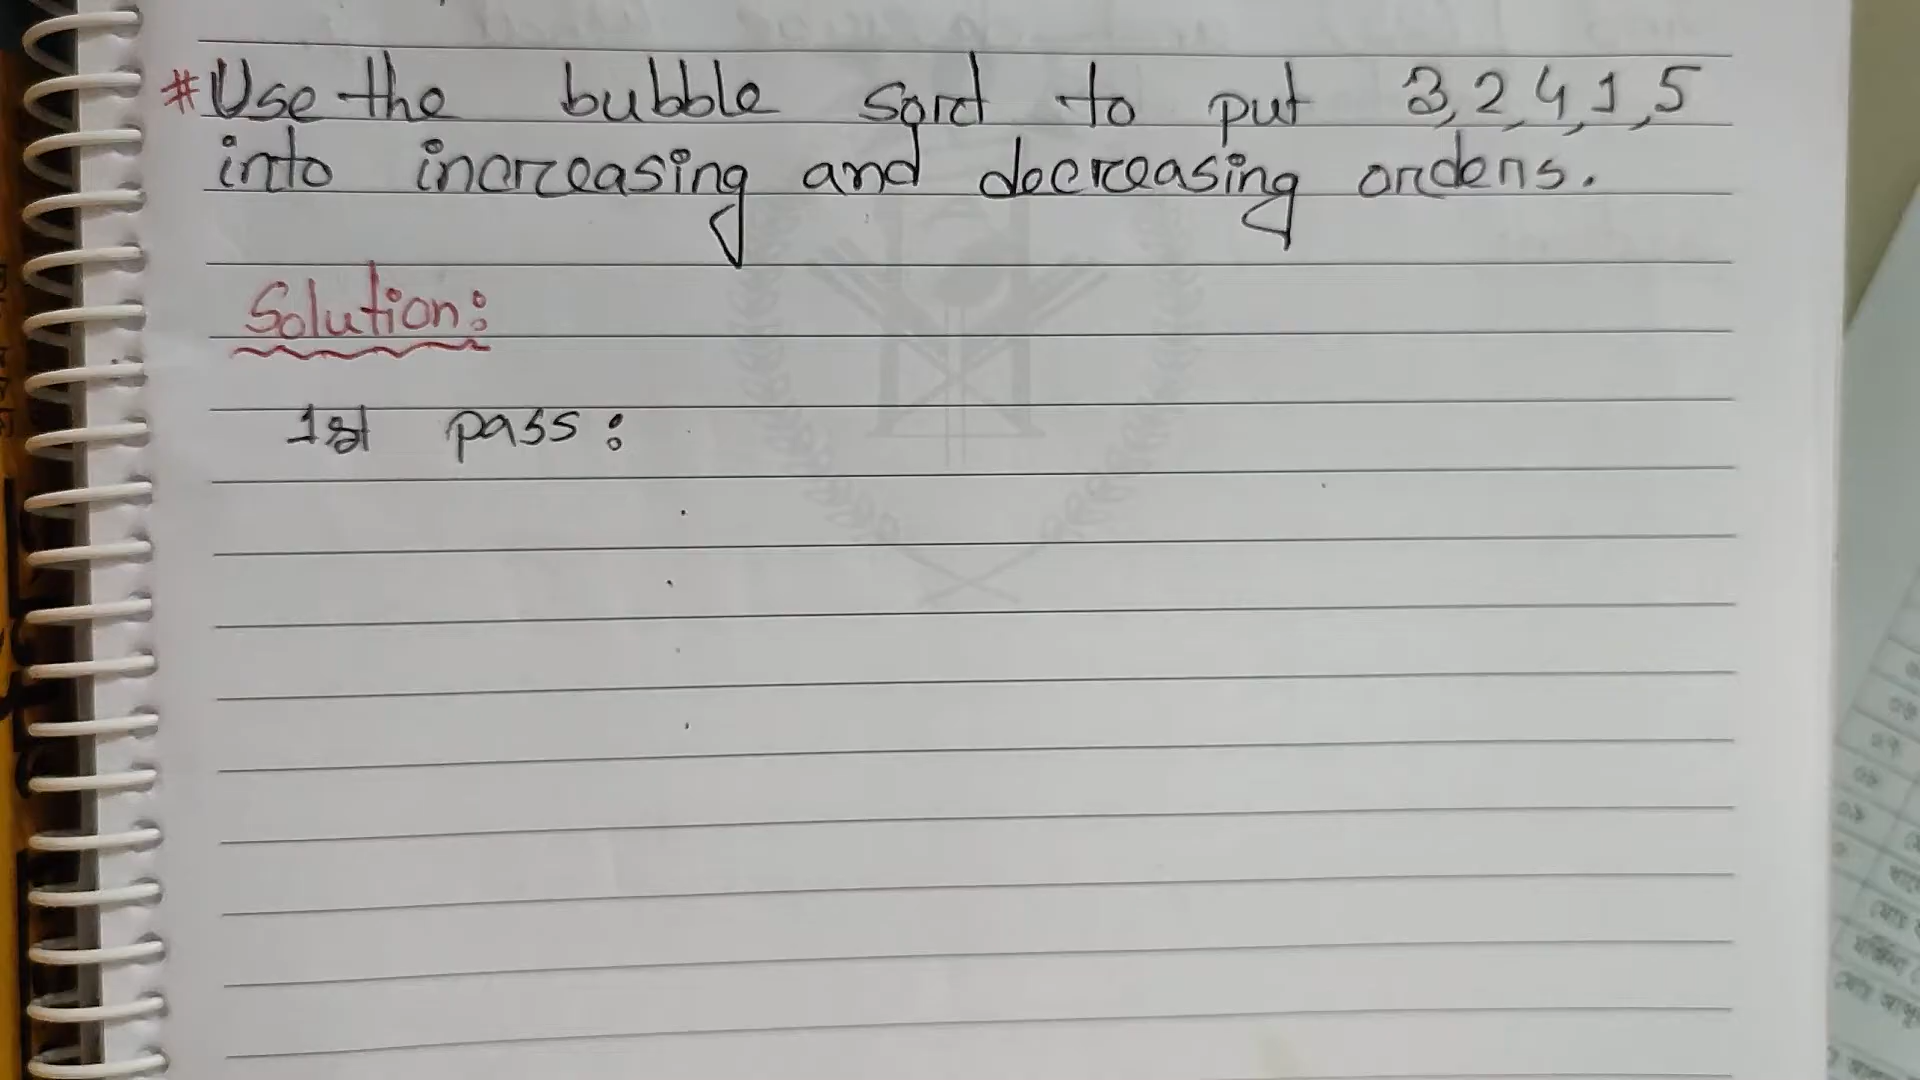 #Use the bubble sort to put 3,2,4,1,5
into increasing and decreasing orders.
Solution:
1st pass: